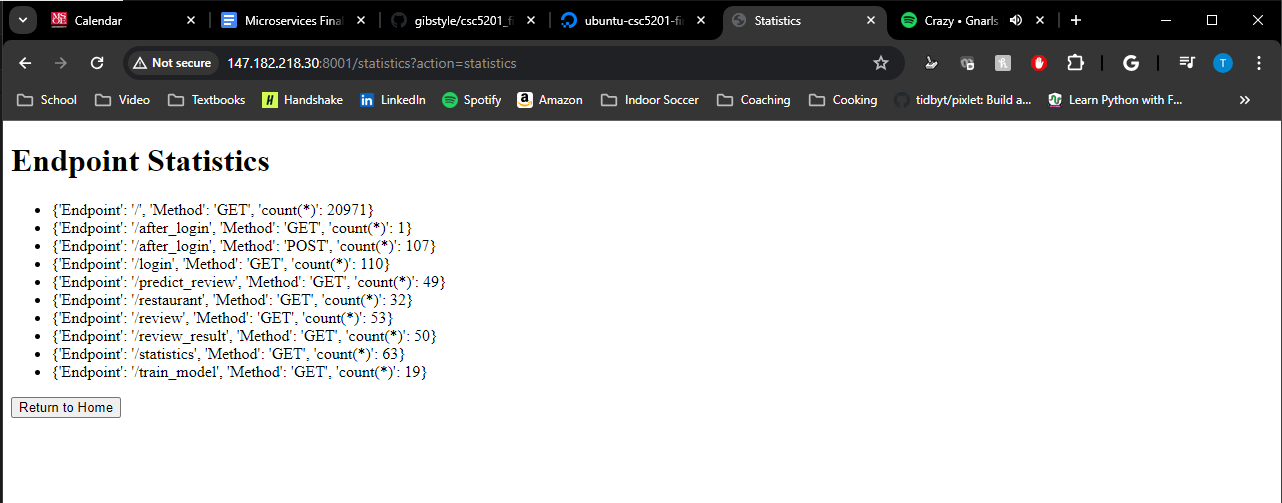 Calendar
Microservices Final
gibstyle/csc5201_fi
ubuntu-csc5201-fi
Statistics
Crazy • Gnarls
Not secure 147.182.218.30:8001/statistics?action=statistics
G
T
School Video Textbooks Handshake LinkedIn Spotify Amazon Indoor Soccer Coaching Cooking tidbyt/pixlet: Build a... Learn Python with F...
Endpoint Statistics
• {'Endpoint': '/', 'Method': 'GET', 'count(*)': 20971}
• {'Endpoint': '/after_login', 'Method': 'GET', 'count(*)': 1}
• {'Endpoint': '/after_login', 'Method': 'POST', 'count(*)': 107}
• {'Endpoint': '/login', 'Method': 'GET', 'count(*)': 110}
• {'Endpoint': '/predict_review', 'Method': 'GET', 'count(*)': 49}
• {'Endpoint': '/restaurant', 'Method': 'GET', 'count(*)': 32}
• {'Endpoint': '/review', 'Method': 'GET', 'count(*)': 53}
• {'Endpoint': '/review_result', 'Method': 'GET', 'count(*)': 50}
• {'Endpoint': '/statistics', 'Method': 'GET', 'count(*)': 63}
• {'Endpoint': '/train_model', 'Method': 'GET', 'count(*)': 19}
Return to Home